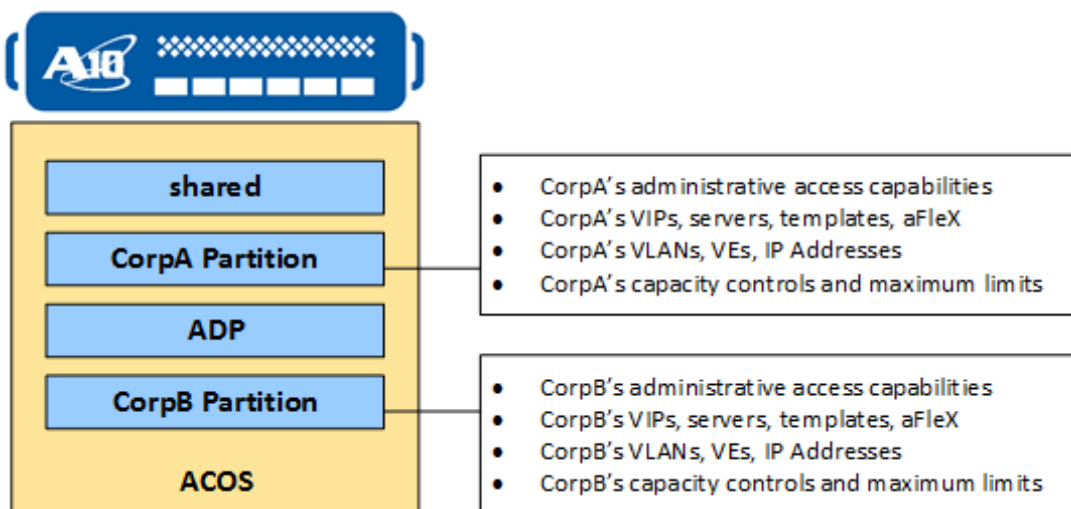 A10
shared
CorpA Partition
ADP
CorpB Partition
ACOS
• CorpA's administrative access capabilities
• CorpA's VIPs, servers, templates, aFleX
• CorpA's VLANs, VEs, IP Addresses
• CorpA's capacity controls and maximum limits
• CorpB's administrative access capabilities
• CorpB's VIPs, servers, templates, aFleX
• CorpB's VLANs, VEs, IP Addresses
• CorpB's capacity controls and maximum limits